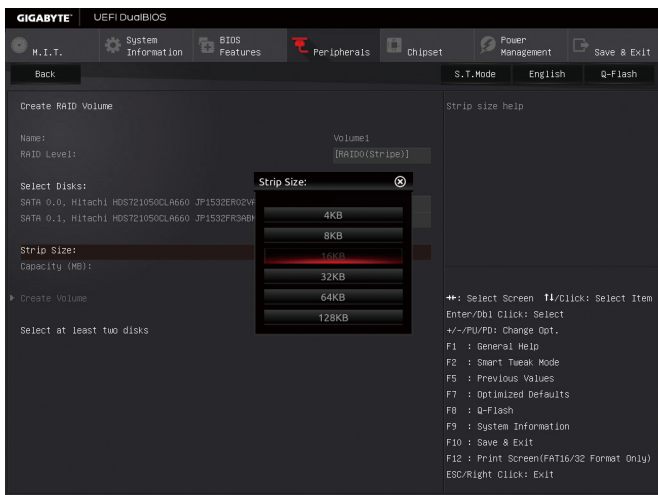 GIGABYTE™ UEFI DualBIOS
M.I.T. System Information BIOS Features Peripherals Chipset Power Management Save & Exit
Back S.T.Mode English Q-Flash
Create RAID Volume
Strip size help
Name: Volume1
RAID Level: [RAID0(Stripe)]
Select Disks:
SATA 0.0, Hitachi HDS721050CLA660
SATA 0.1, Hitachi HDS721050CLA660
Strip Size:
Capacity (MB):
Create Volume
Select at least two disks
Strip Size:
4KB
8KB
16KB
32KB
64KB
128KB
→←: Select Screen ↑↓/Click: Select Item
Enter/Dbl Click: Select
+/-/PU/PD: Change Opt.
F1 : General Help
F2 : Smart Tweak Mode
F5 : Previous Values
F7 : Optimized Defaults
F8 : Q-Flash
F9 : System Information
F10 : Save & Exit
F12 : Print Screen(FAT16/32 Format Only)
ESC/Right Click: Exit